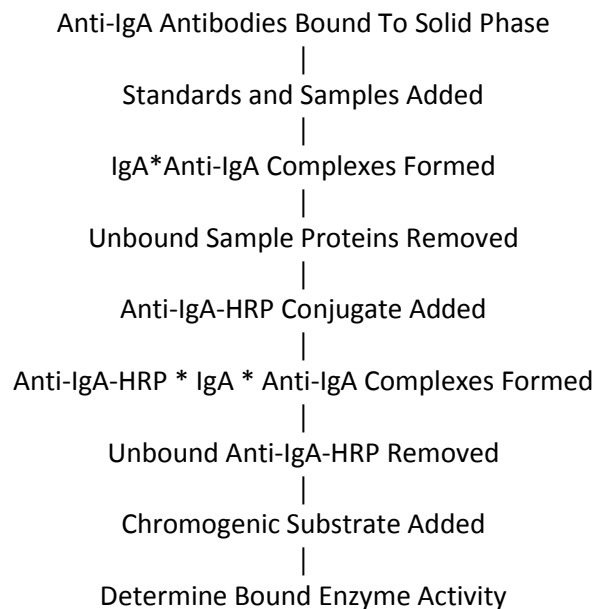 Anti-IgA Antibodies Bound To Solid Phase
|
Standards and Samples Added
|
IgA*Anti-IgA Complexes Formed
|
Unbound Sample Proteins Removed
|
Anti-IgA-HRP Conjugate Added
|
Anti-IgA-HRP * IgA * Anti-IgA Complexes Formed
|
Unbound Anti-IgA-HRP Removed
|
Chromogenic Substrate Added
|
Determine Bound Enzyme Activity